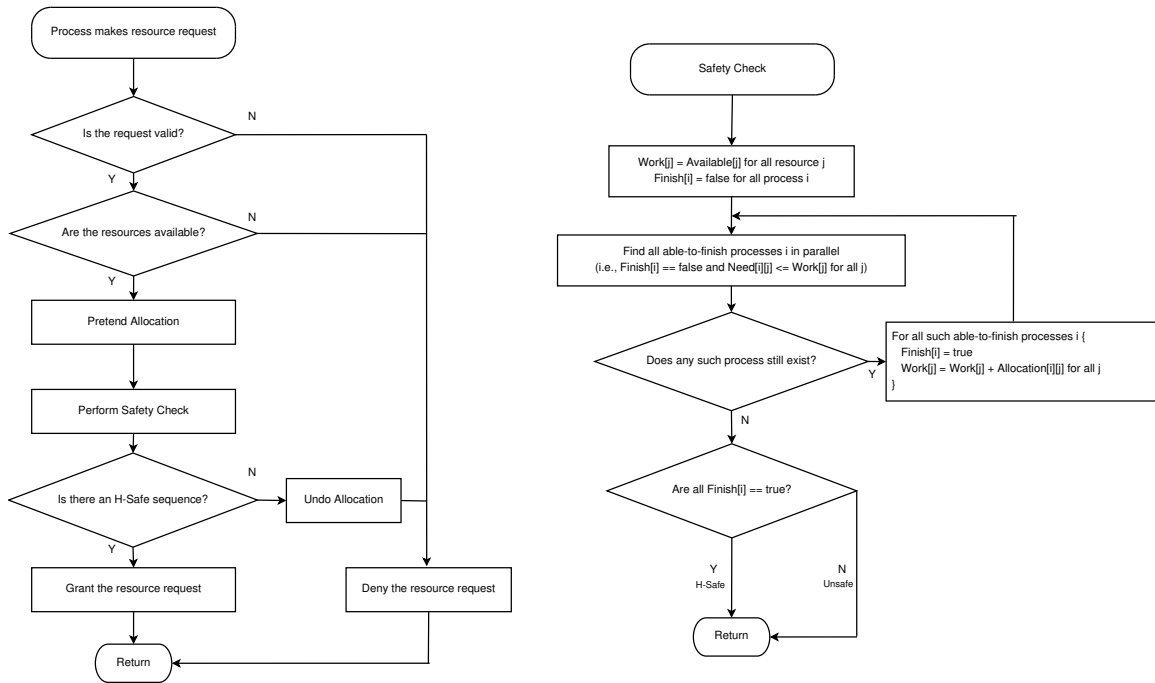 Process makes resource request
Is the request valid?
N
Y
Are the resources available?
N
Y
Pretend Allocation
Perform Safety Check
Is there an H-Safe sequence?
N
Undo Allocation
Y
Grant the resource request
Deny the resource request
Return
Safety Check
Work[j] = Available[j] for all resource j
Finish[i] = false for all process i
Find all able-to-finish processes i in parallel
(i.e., Finish[i] == false and Need[i][j] <= Work[j] for all j)
Does any such process still exist?
Y
For all such able-to-finish processes i {
Finish[i] = true
Work[j] = Work[j] + Allocation[i][j] for all j
}
N
Are all Finish[i] == true?
Y
H-Safe
N
Unsafe
Return